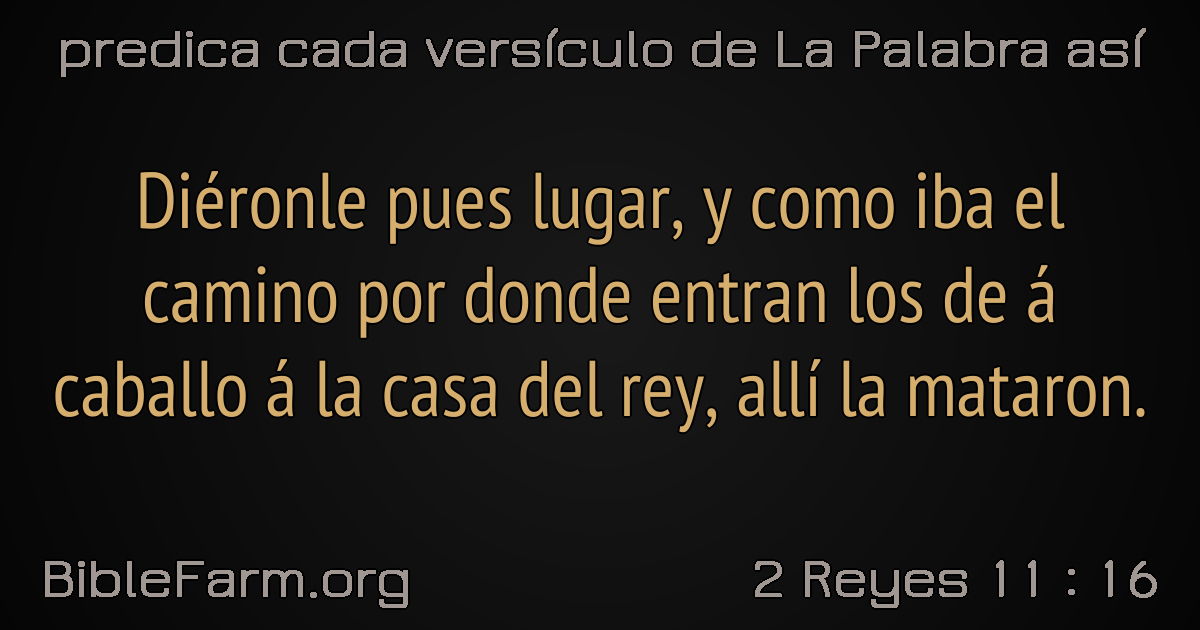 predica cada versículo de La Palabra así
Diéronle pues lugar, y como iba el
camino por donde entran los de á
caballo á la casa del rey, allí la mataron.
BibleFarm.org
2 Reyes 11 : 16